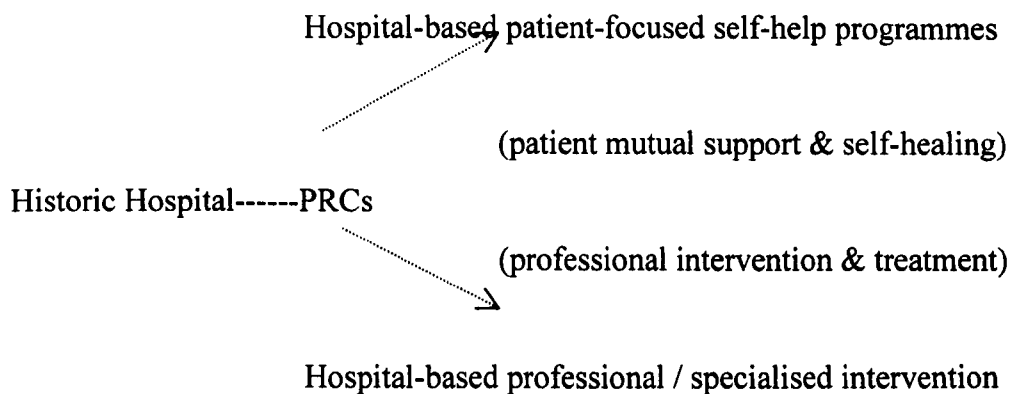 Hospital-based patient-focused self-help programmes
(patient mutual support & self-healing)
Historic Hospital------PRCs
(professional intervention & treatment)
Hospital-based professional / specialised intervention